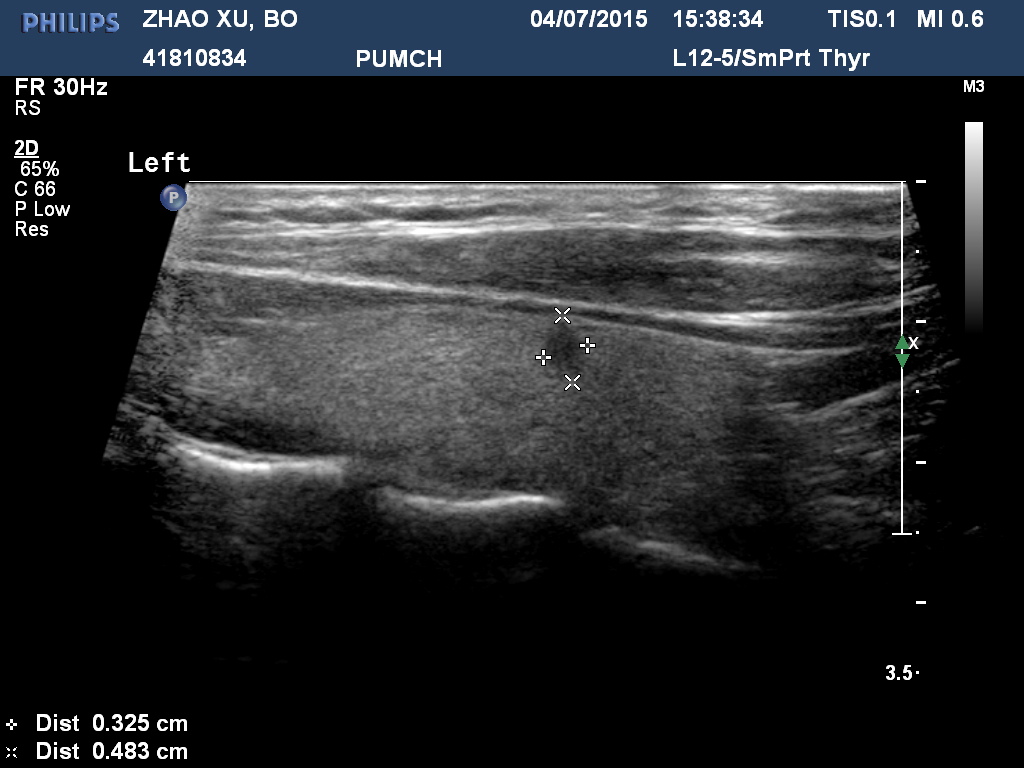 PHILIPS ZHAO XU, BO 04/07/2015 15:38:34 TIS0.1 MI 0.6
41810834 PUMCH L12-5/SmPrt Thyr
FR 30Hz
RS
M3
2D
65%
C 66
P Low
Res
Left
P
X
3.5
Dist 0.325 cm
Dist 0.483 cm